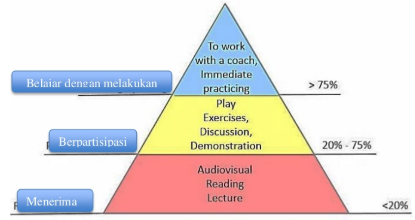 To work
with a coach,
Immediate
practicing
Belajar dengan melakukan
> 75%
Play
Exercises,
Discussion,
Demonstration
Berpartisipasi
20% - 75%
Audiovisual
Reading
Lecture
Menerima
<20%